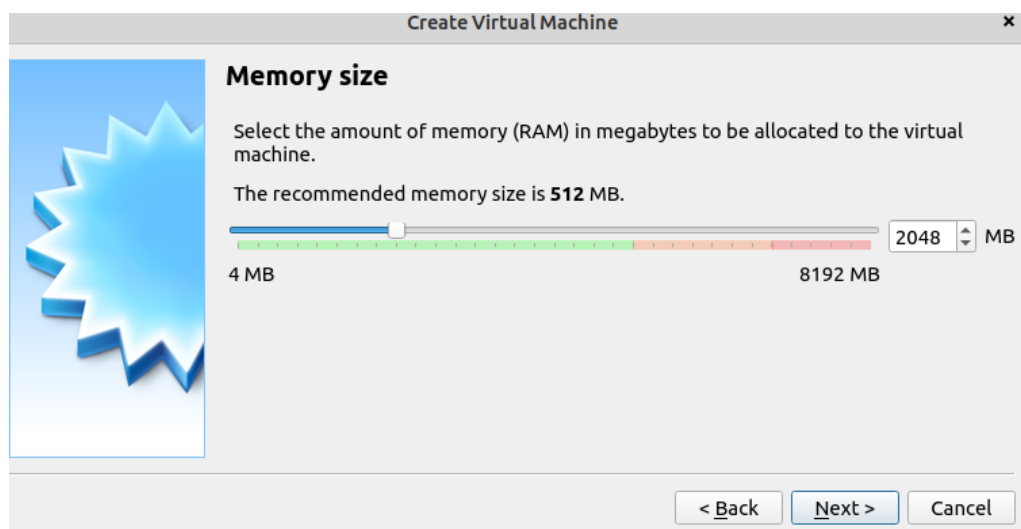 Create Virtual Machine
Memory size
Select the amount of memory (RAM) in megabytes to be allocated to the virtual
machine.
The recommended memory size is 512 MB.
2048 MB
4 MB 8192 MB
< Back Next > Cancel